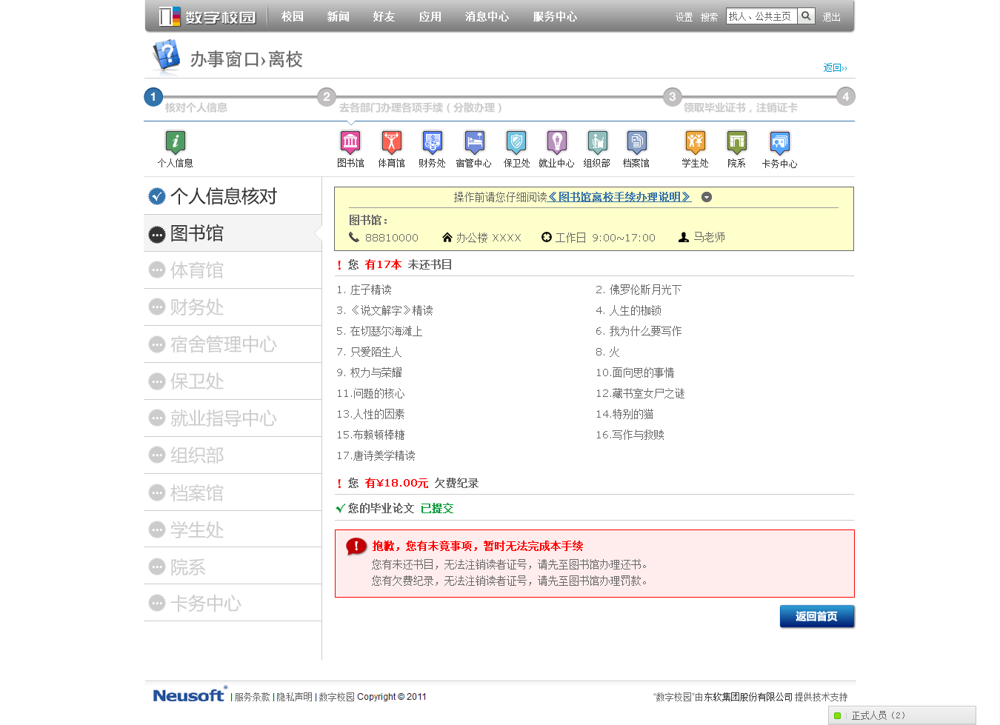 数字校园 校园 新闻 好友 应用 消息中心 服务中心 设置 搜索 找人、公共主页 退出
办事窗口›离校
返回››
1 2 3 4
核对个人信息 去各部门办理各项手续（分散办理） 领取毕业证书，注销证卡
个人信息 图书馆 体育馆 财务处 宿管中心 保卫处 就业中心 组织部 档案馆 学生处 院系 卡务中心
个人信息核对
图书馆
体育馆
财务处
宿舍管理中心
保卫处
就业指导中心
组织部
档案馆
学生处
院系
卡务中心
操作前请您仔细阅读《图书馆离校手续办理说明》
图书馆：
88810000 办公楼 XXXX 工作日 9:00~17:00 马老师
! 您 有17本 未还书目
1. 庄子精读 2. 佛罗伦斯月光下
3. 《说文解字》精读 4. 人生的枷锁
5. 在切瑟尔海滩上 6. 我为什么要写作
7. 只爱陌生人 8. 火
9. 权力与荣耀 10.面向思的事情
11.问题的核心 12.藏书室女尸之谜
13.人性的因素 14.特别的猫
15.布赖顿棒糖 16.写作与救赎
17.唐诗美学精读
! 您 有¥18.00元 欠费纪录
您的毕业论文 已提交
! 抱歉，您有未竟事项，暂时无法完成本手续
您有未还书目，无法注销读者证号，请先至图书馆办理还书。
您有欠费纪录，无法注销读者证号，请先至图书馆办理罚款。
返回首页
Neusoft | 服务条款 | 隐私声明 | 数字校园 Copyright © 2011 “数字校园”由东软集团股份有限公司 提供技术支持
正式人员（2）